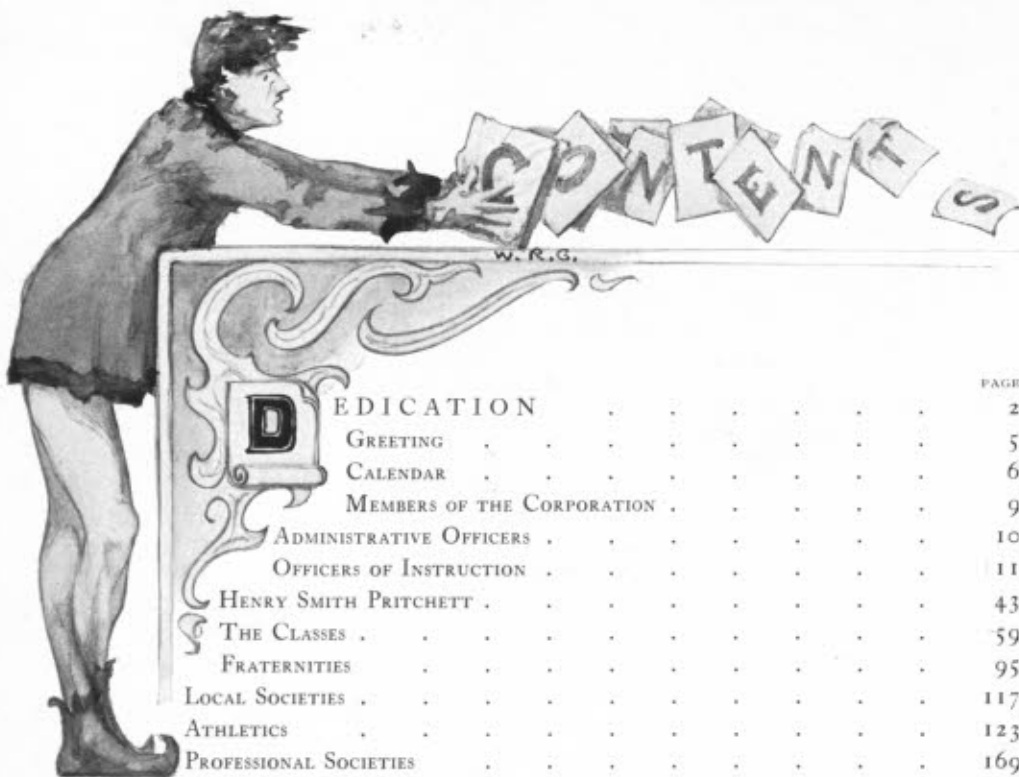 CONTENTS
W. R. G.
PAGE
DEDICATION . . . . . . 2
GREETING . . . . . . . . 5
CALENDAR . . . . . . . . 6
MEMBERS OF THE CORPORATION . . . . . 9
ADMINISTRATIVE OFFICERS . . . . . . . 10
OFFICERS OF INSTRUCTION . . . . . . . 11
HENRY SMITH PRITCHETT . . . . . . . . 43
THE CLASSES . . . . . . . . . . 59
FRATERNITIES . . . . . . . . . 95
LOCAL SOCIETIES . . . . . . . . . . 117
ATHLETICS . . . . . . . . . . 123
PROFESSIONAL SOCIETIES . . . . . . . . 169